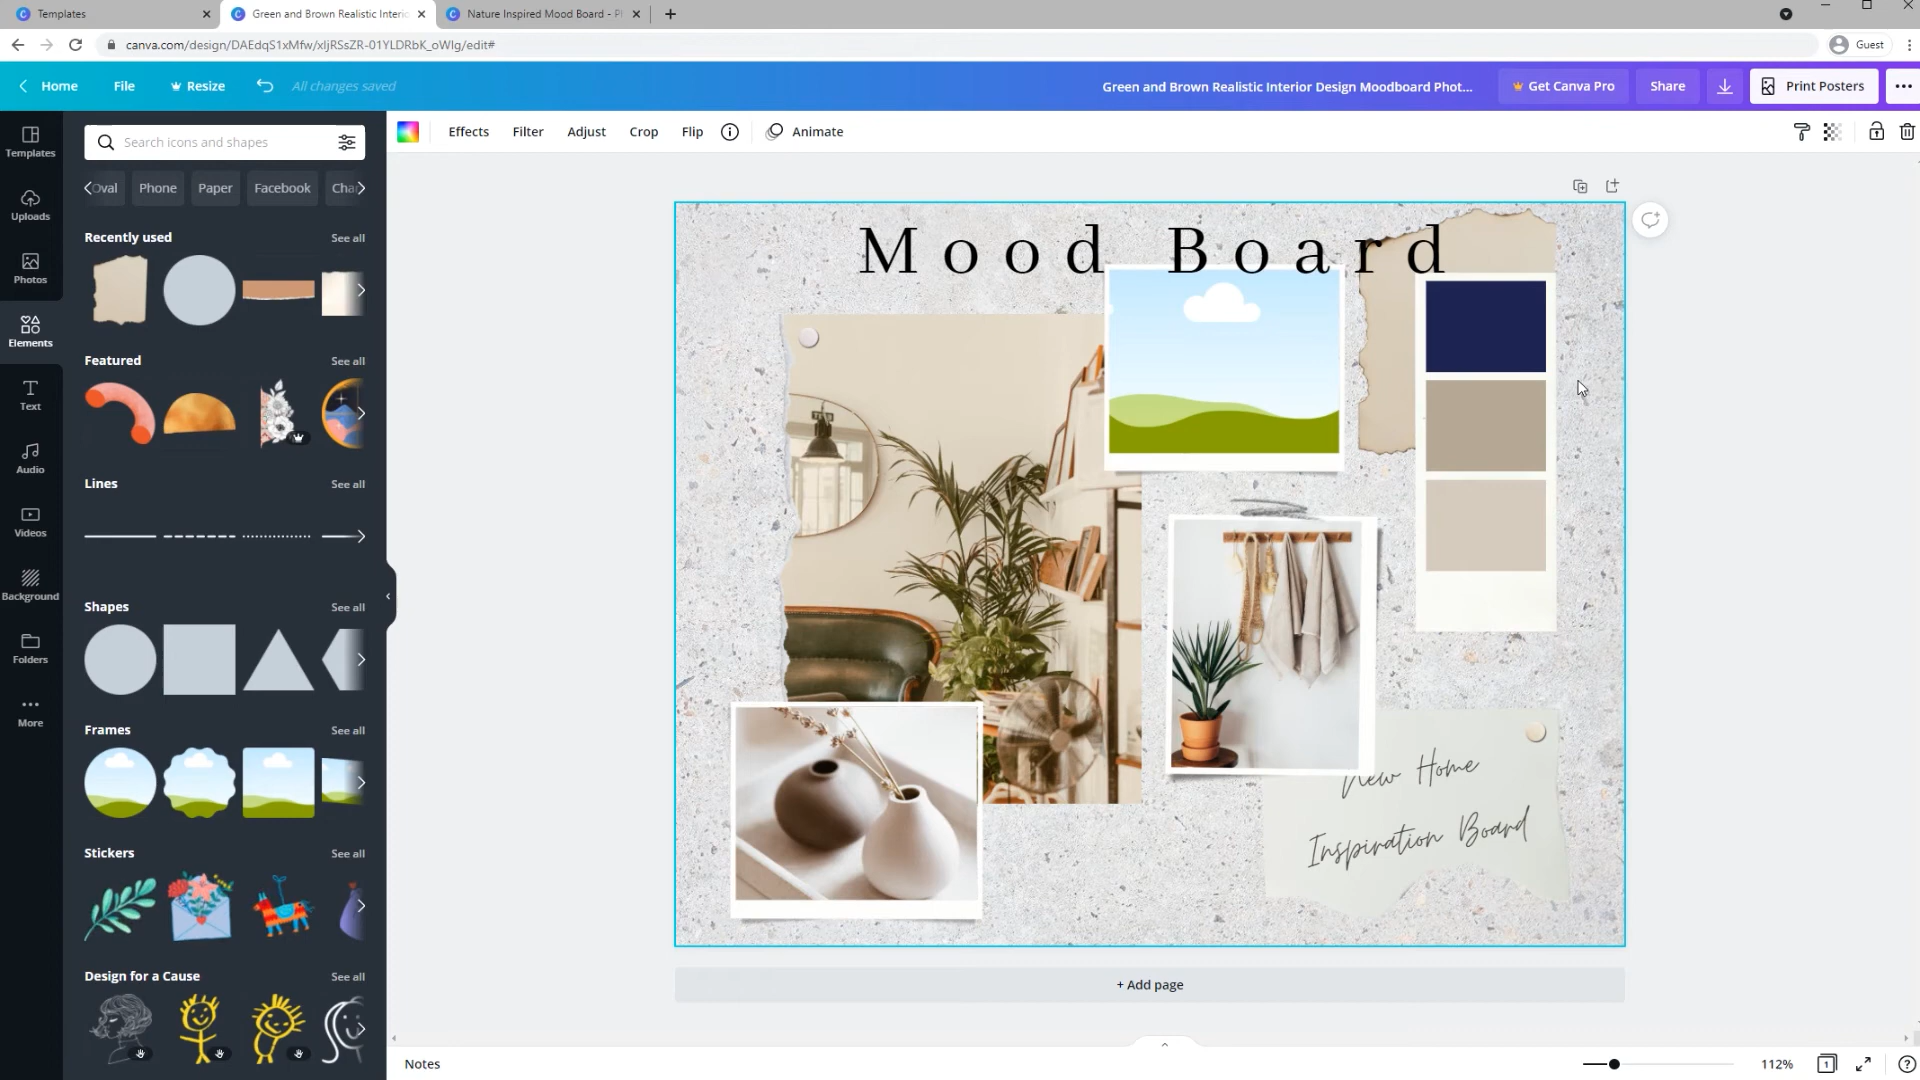 Templates
Green and Brown Realistic Interio
Nature Inspired Mood Board - Ph
canva.com/design/DAEdqS1xMfw/xIjRSsZR-01YLDRbK_oWlg/edit#
Guest
Home
File
Resize
All changes saved
Green and Brown Realistic Interior Design Moodboard Phot...
Get Canva Pro
Share
Print Posters
Templates
Uploads
Photos
Elements
Text
Audio
Videos
Background
Folders
More
Search icons and shapes
Oval
Phone
Paper
Facebook
Cha
Recently used
See all
Featured
See all
Lines
See all
Shapes
See all
Frames
See all
Stickers
See all
Design for a Cause
See all
Effects
Filter
Adjust
Crop
Flip
Animate
Mood Board
New Home
Inspiration Board
+ Add page
Notes
112%
1